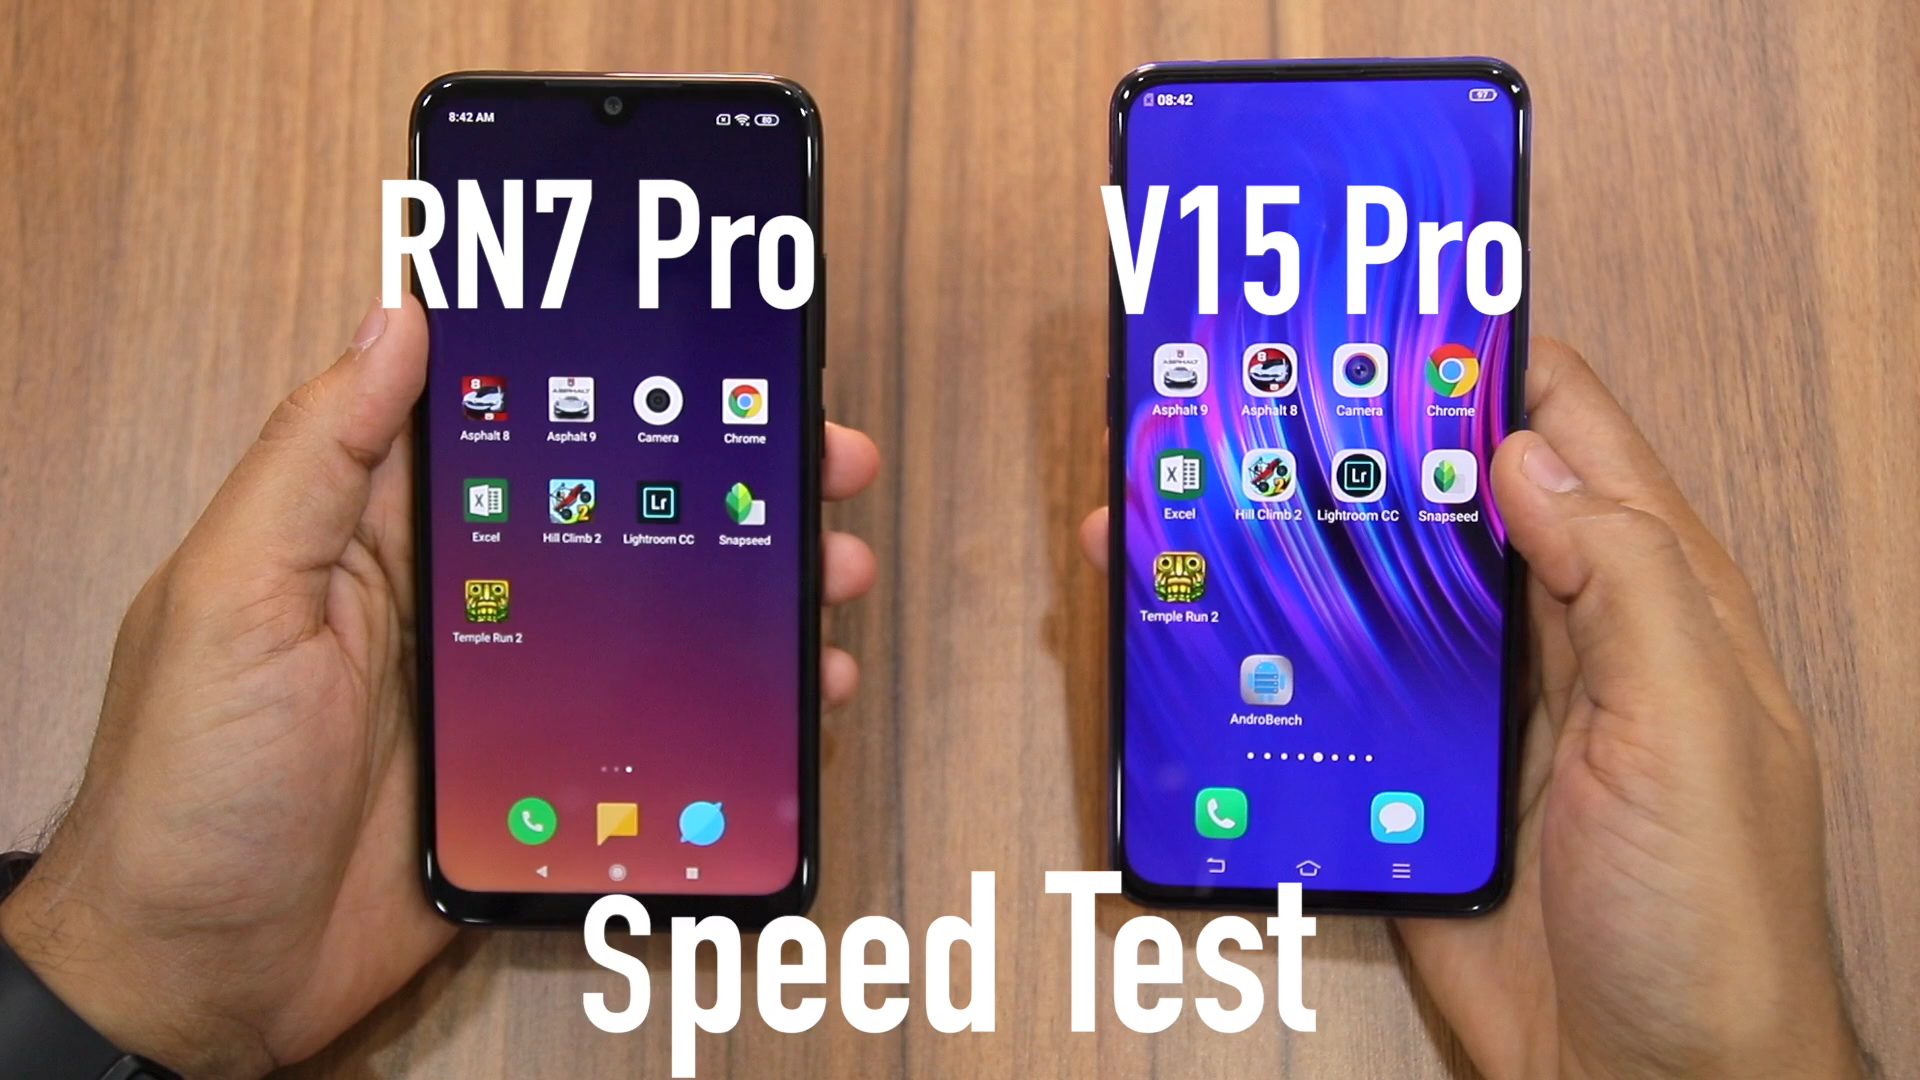 8:42 AM
80
08:42
97
RN7 Pro
V15 Pro
Asphalt 8
Asphalt 9
Camera
Chrome
Excel
Hill Climb 2
Lightroom CC
Snapseed
Temple Run 2
Asphalt 9
Asphalt 8
Camera
Chrome
Excel
Hill Climb 2
Lightroom CC
Snapseed
Temple Run 2
AndroBench
Speed Test